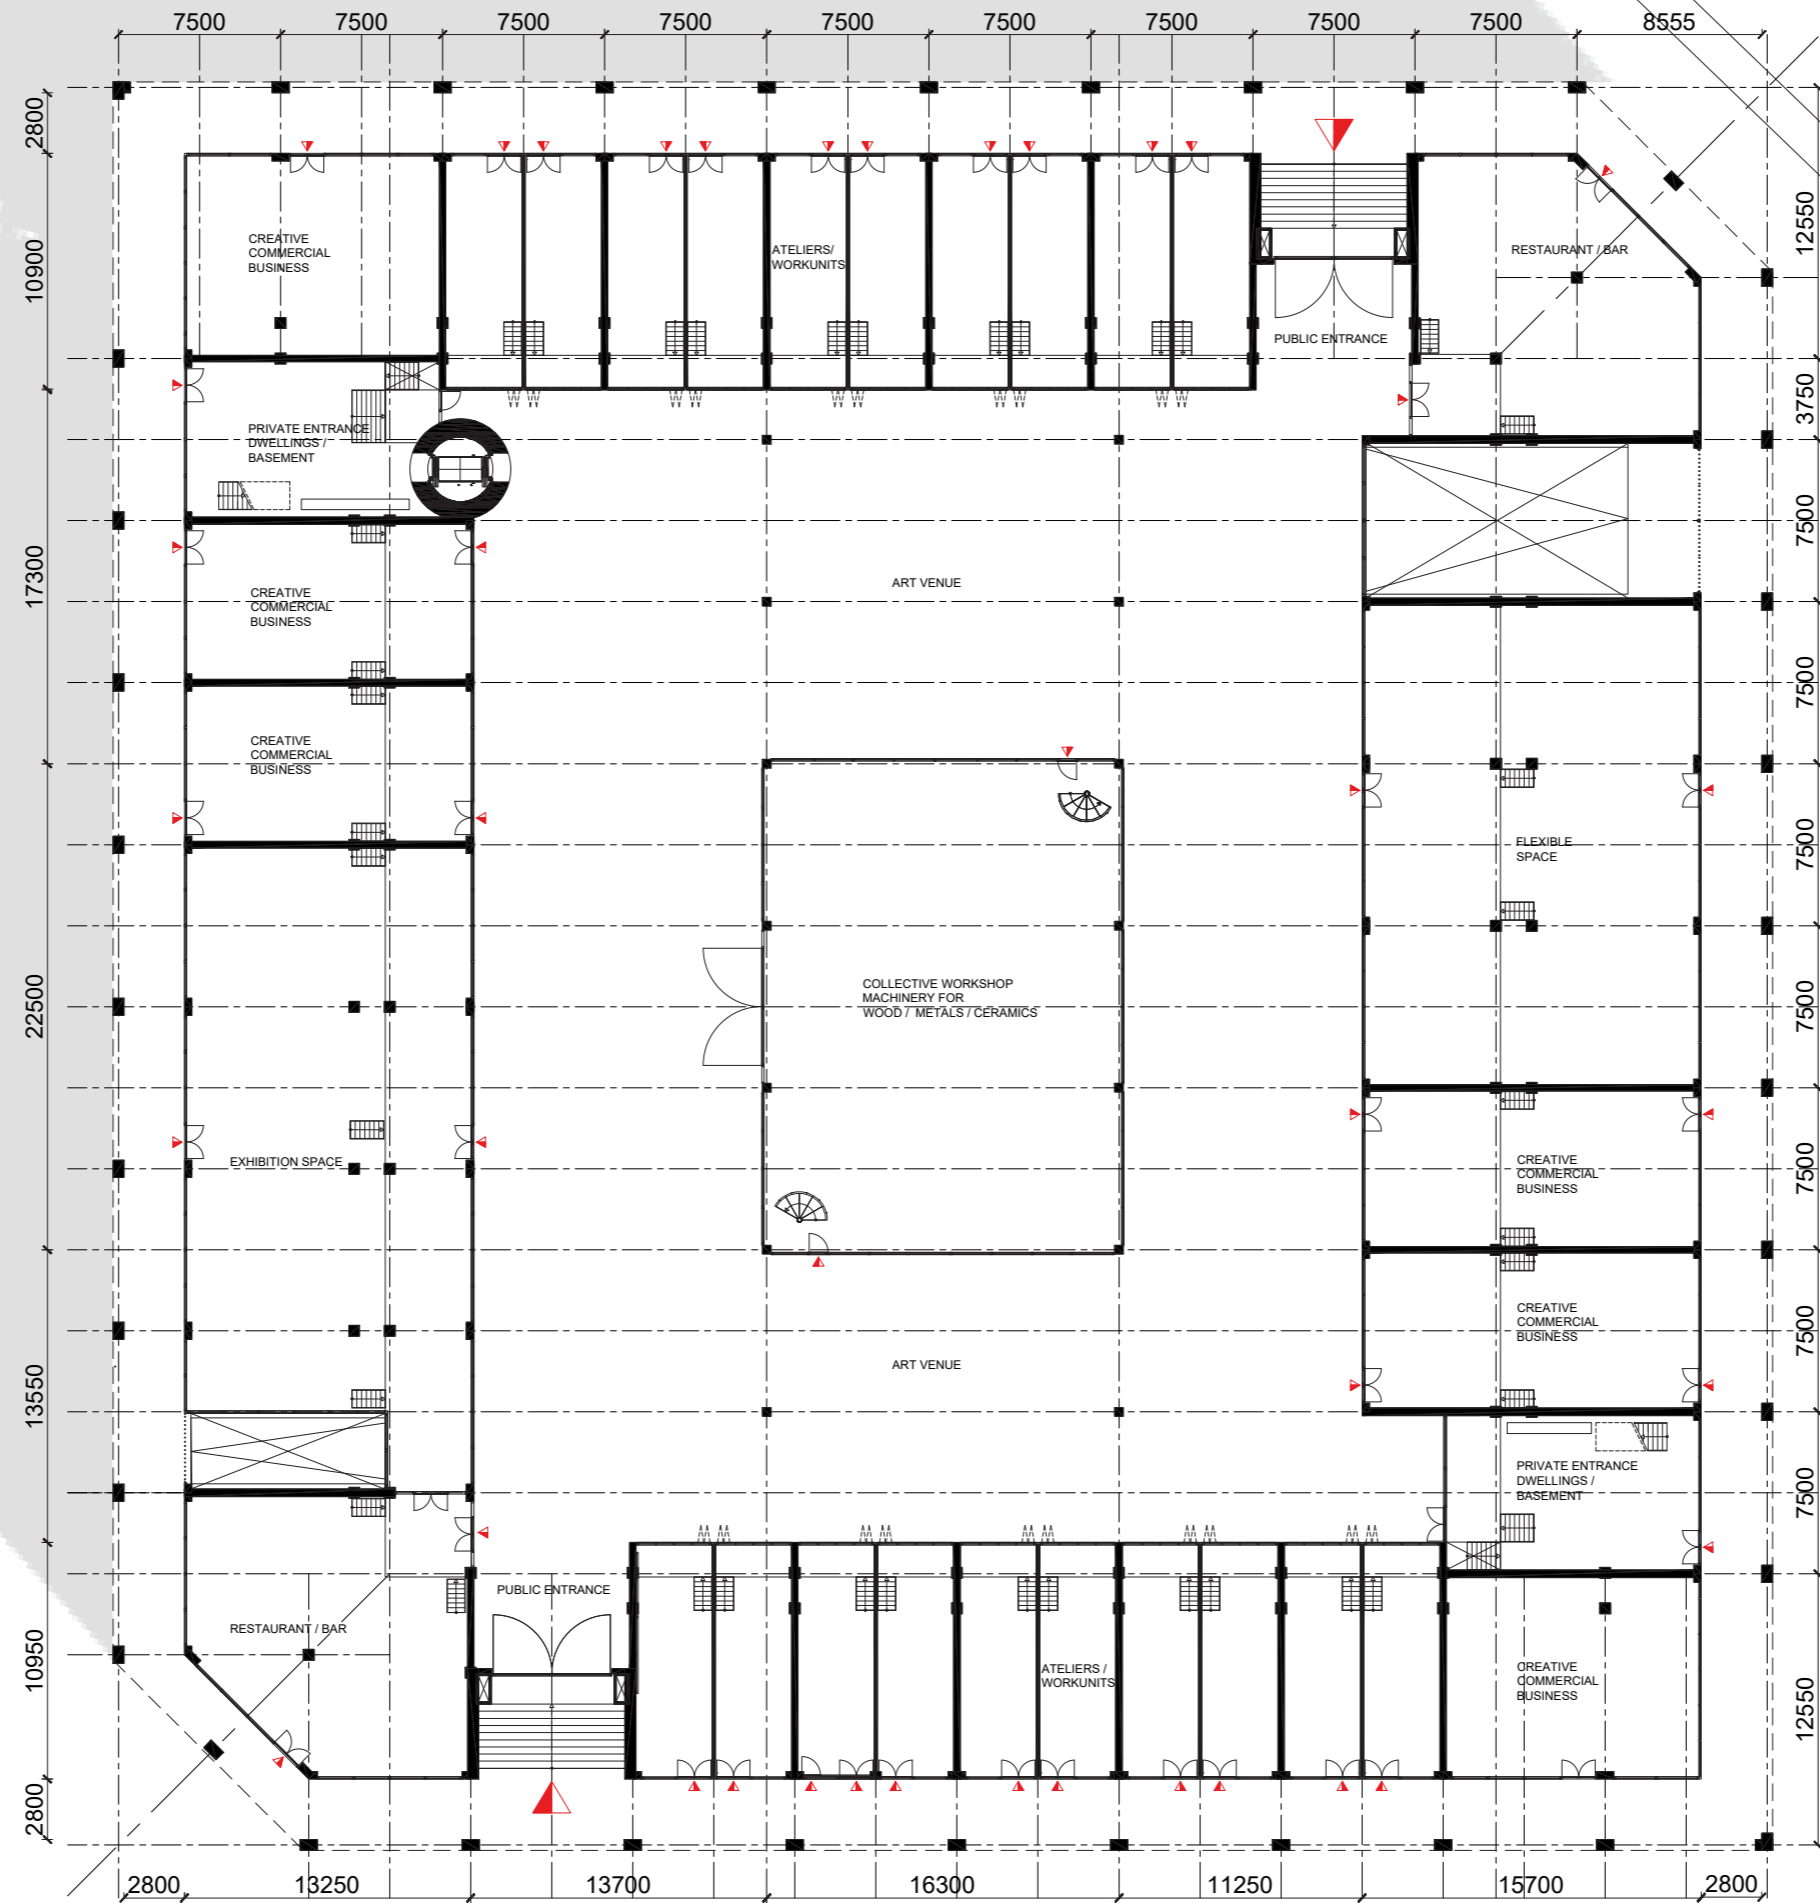 7500 7500 7500 7500 7500 7500 7500 7500 7500 8555
2800
10900
17300
22500
13550
10950
2800
12550
3750
7500
7500
7500
7500
7500
7500
7500
12550
CREATIVE
COMMERCIAL
BUSINESS
ATELIERS/
WORKUNITS
PUBLIC ENTRANCE
RESTAURANT / BAR
PRIVATE ENTRANCE
DWELLINGS /
BASEMENT
ART VENUE
CREATIVE
COMMERCIAL
BUSINESS
CREATIVE
COMMERCIAL
BUSINESS
FLEXIBLE
SPACE
COLLECTIVE WORKSHOP
MACHINERY FOR
WOOD / METALS / CERAMICS
EXHIBITION SPACE
CREATIVE
COMMERCIAL
BUSINESS
CREATIVE
COMMERCIAL
BUSINESS
ART VENUE
PRIVATE ENTRANCE
DWELLINGS /
BASEMENT
PUBLIC ENTRANCE
RESTAURANT / BAR
ATELIERS /
WORKUNITS
CREATIVE
COMMERCIAL
BUSINESS
2800 13250 13700 16300 11250 15700 2800